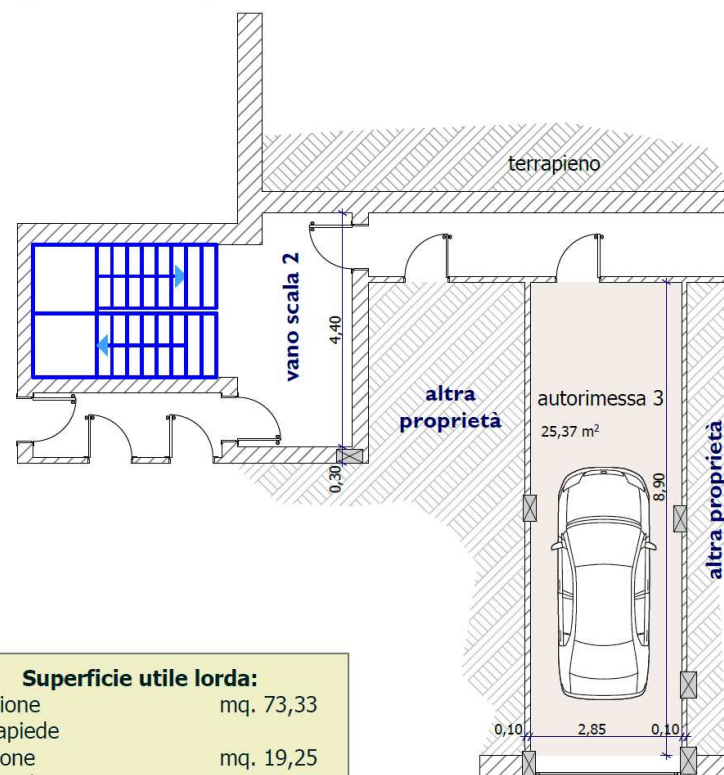 terrapieno
vano scala 2
4,40
0,30
altra
proprietà
autorimessa 3
25,37 m²
8,90
altra proprietà
0,10
2,85
0,10
Superficie utile lorda:
mq. 73,33
mq. 19,25